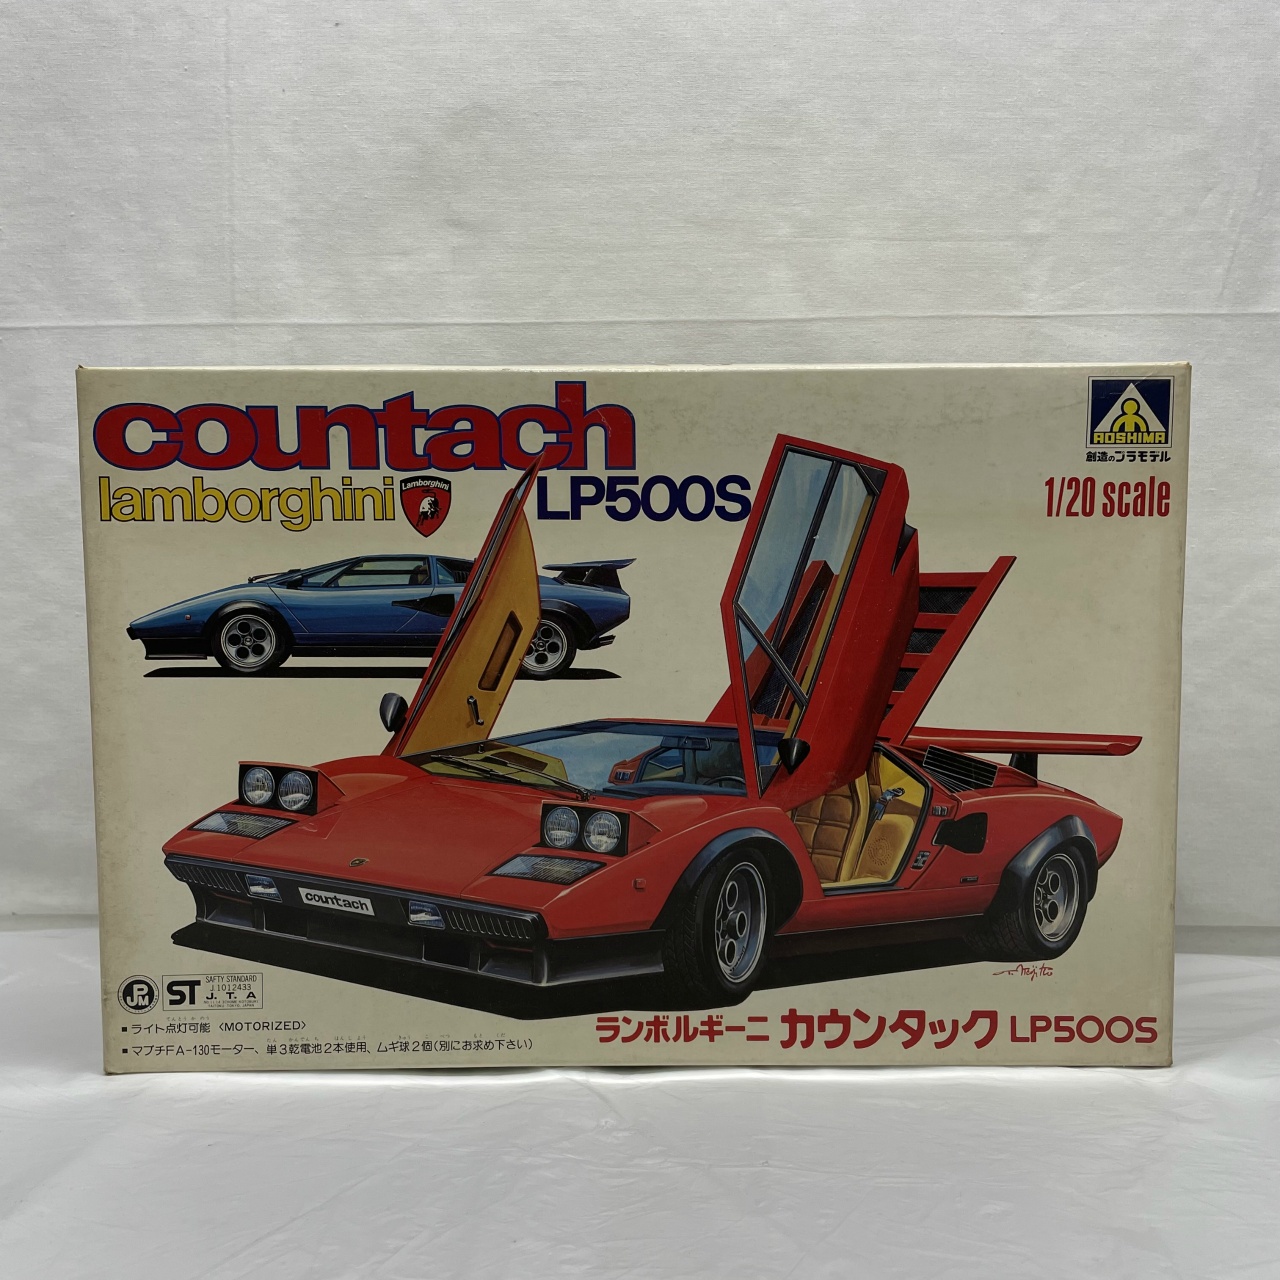 countach
lamborghini
Lamborghini
LP500S
AOSHIMA
創造のプラモデル
1/20 scale
countach
JPM
ST
SAFTY STANDARD
J1012433
J. T. A
■ ライト点灯可能 〈MOTORIZED〉
■ マブチFA-130モーター、単3乾電池2本使用、ムギ球2個(別にお求め下さい)
ランボルギーニ カウンタック LP500S